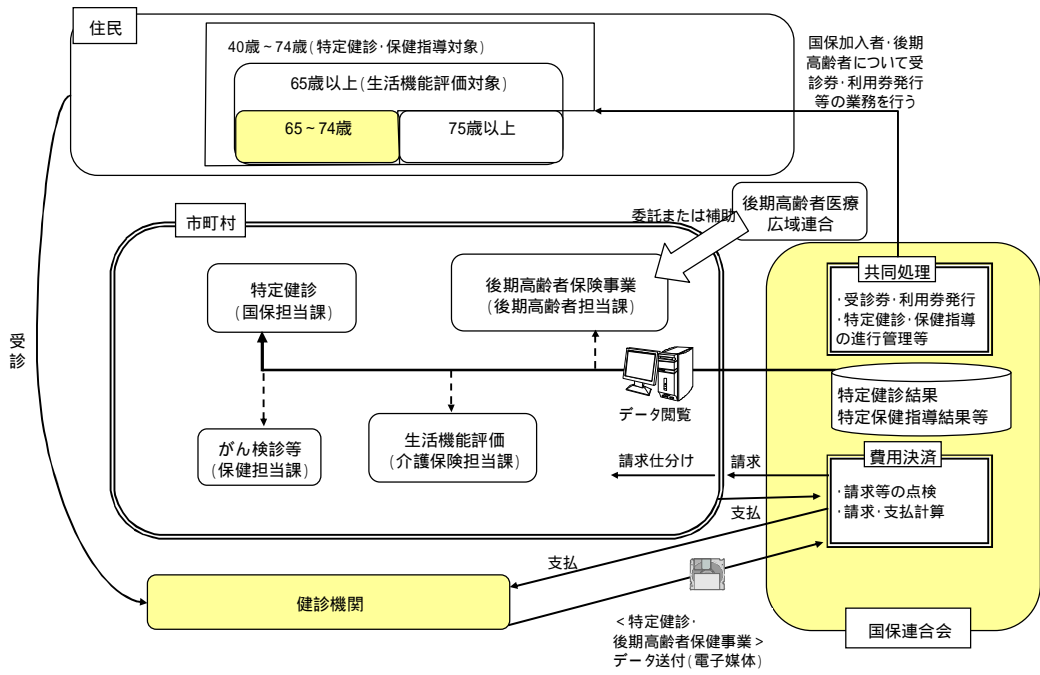 住民
40歳～74歳(特定健診・保健指導対象)
65歳以上(生活機能評価対象)
65～74歳
75歳以上
国保加入者・後期
高齢者について受
診券・利用券発行
等の業務を行う
市町村
委託または補助
後期高齢者医療
広域連合
特定健診
(国保担当課)
後期高齢者保険事業
(後期高齢者担当課)
共同処理
・受診券・利用券発行
・特定健診・保健指導
の進行管理等
受診
データ閲覧
特定健診結果
特定保健指導結果等
がん検診等
(保健担当課)
生活機能評価
(介護保険担当課)
請求仕分け
請求
費用決済
・請求等の点検
・請求・支払計算
支払
支払
健診機関
＜特定健診・
後期高齢者保健事業＞
データ送付(電子媒体)
国保連合会